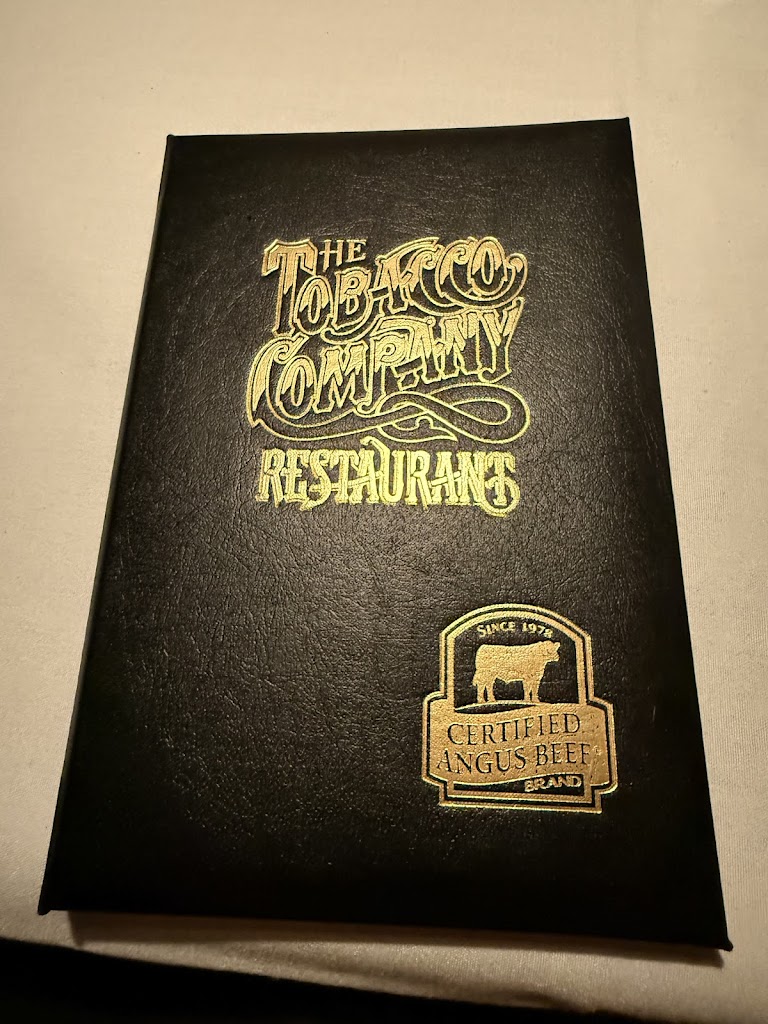 THE
TOBACCO
COMPANY
RESTAURANT
SINCE 1978
CERTIFIED
ANGUS BEEF
BRAND